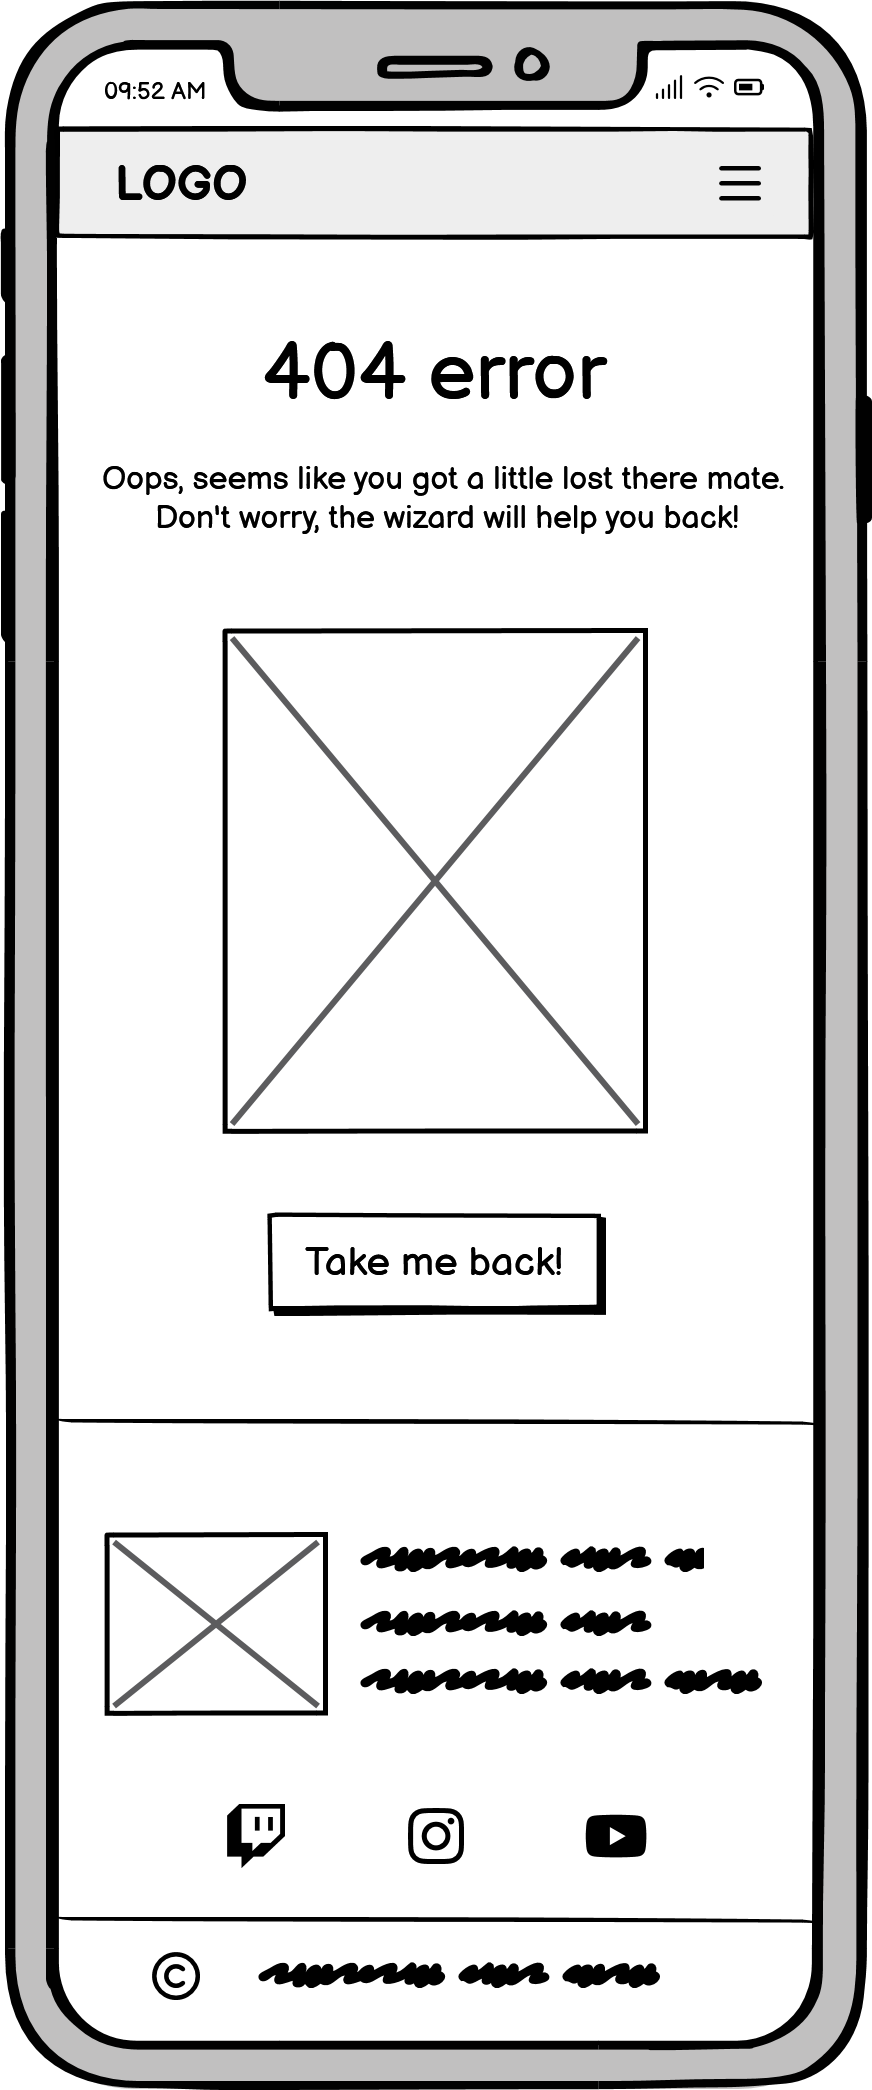 09:52 AM
LOGO
404 error
Oops, seems like you got a little lost there mate.
Don't worry, the wizard will help you back!
Take me back!
©